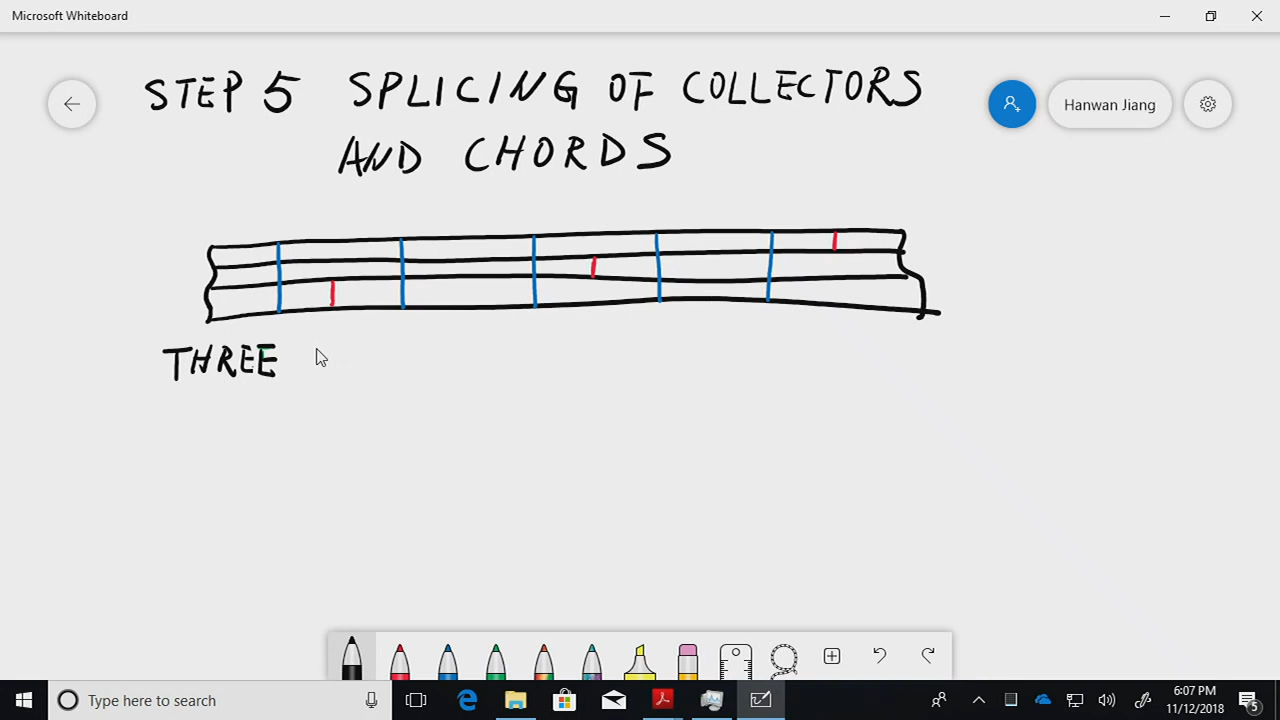 Microsoft Whiteboard
STEP 5 SPLICING OF COLLECTORS
AND CHORDS
Hanwan Jiang
THREE
Type here to search
6:07 PM
11/12/2018
5